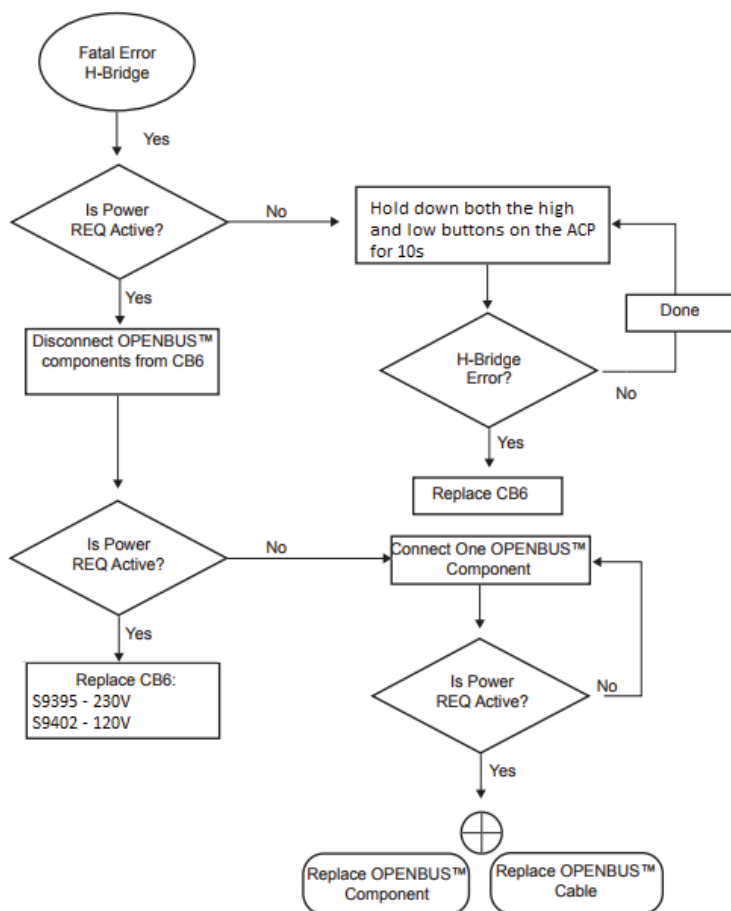 Fatal Error
H-Bridge
Yes
Is Power
REQ Active?
No
Hold down both the high
and low buttons on the ACP
for 10s
Yes
Done
Disconnect OPENBUS™
components from CB6
H-Bridge
Error?
No
Yes
Replace CB6
Is Power
REQ Active?
No
Connect One OPENBUS™
Component
Yes
Replace CB6:
S9395 - 230V
S9402 - 120V
Is Power
REQ Active?
No
Yes
Replace OPENBUS™
Component
Replace OPENBUS™
Cable